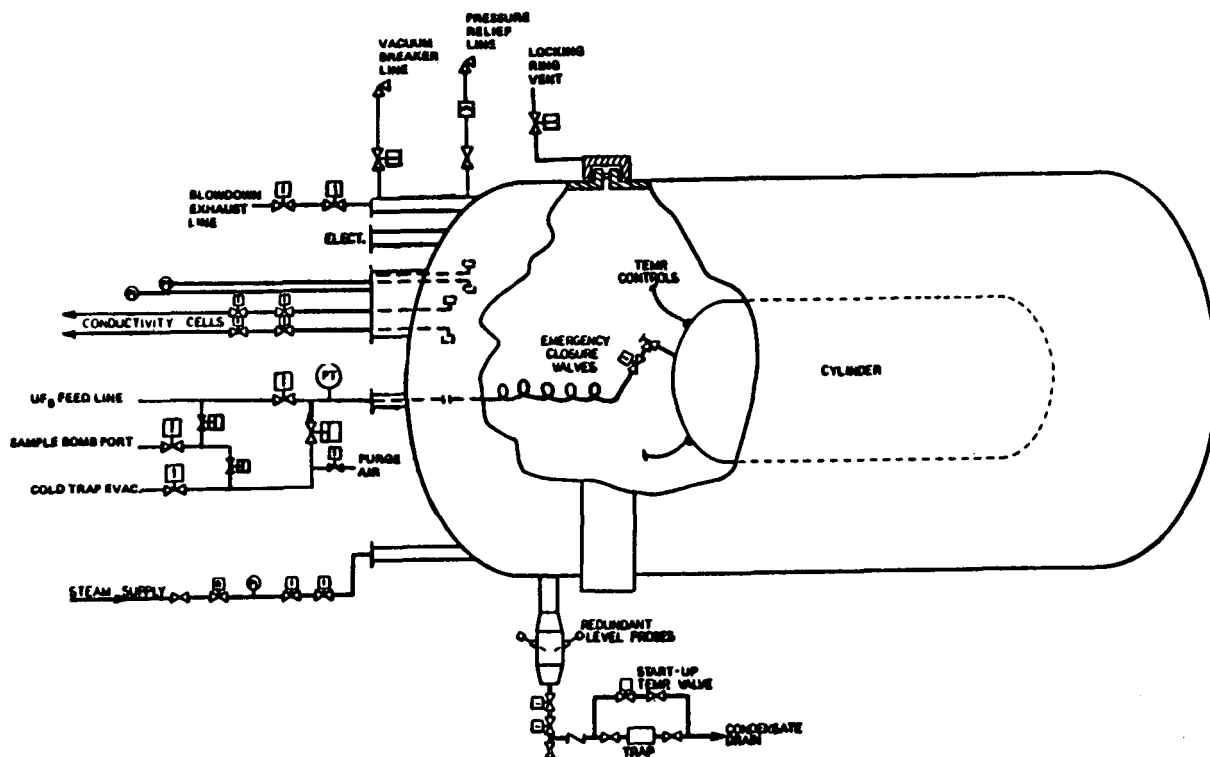 VACUUM
BREAKER
LINE
PRESSURE
RELIEF
LINE
LOCKING
RING
VENT
BLOWDOWN
EXHAUST
LINE
ELECT.
TEMR
CONTROLS
CONDUCTIVITY CELLS
EMERGENCY
CLOSURE
VALVES
CYLINDER
PT
UF₆ FEED LINE
SAMPLE BOMB PORT
PURGE
AIR
COLD TRAP EVAC.
STEAM SUPPLY
REDUNDANT
LEVEL PROBES
START-UP
TEMR VALVE
CONDENSATE
DRAIN
TRAP